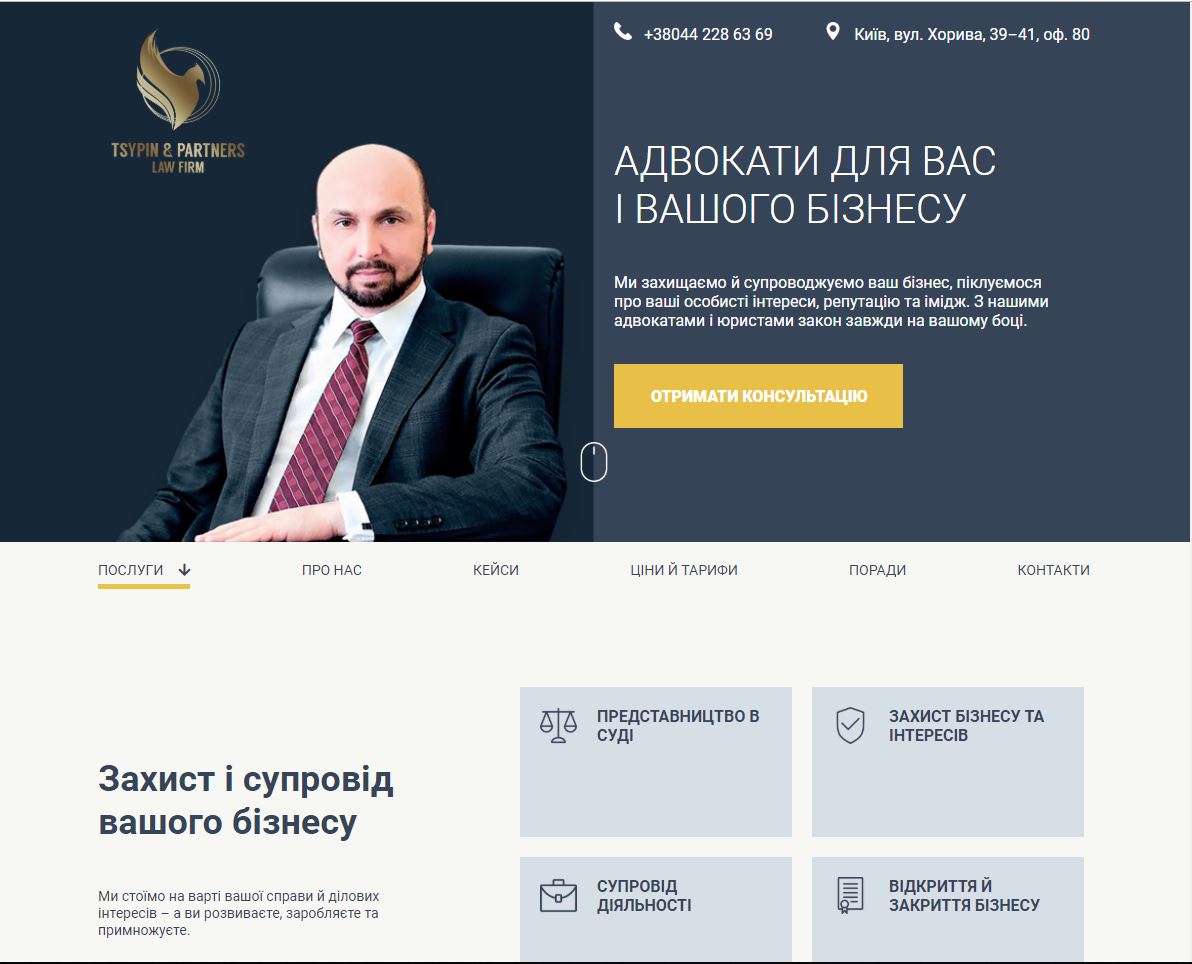 TSYPIN & PARTNERS
LAW FIRM
+38044 228 63 69
Київ, вул. Хорива, 39–41, оф. 80
АДВОКАТИ ДЛЯ ВАС
І ВАШОГО БІЗНЕСУ
Ми захищаємо й супроводжуємо ваш бізнес, піклуємося
про ваші особисті інтереси, репутацію та імідж. З нашими
адвокатами і юристами закон завжди на вашому боці.
ОТРИМАТИ КОНСУЛЬТАЦІЮ
ПОСЛУГИ
ПРО НАС
КЕЙСИ
ЦІНИ Й ТАРИФИ
ПОРАДИ
КОНТАКТИ
Захист і супровід
вашого бізнесу
Ми стоїмо на варті вашої справи й ділових
інтересів – а ви розвиваєте, заробляєте та
примножуєте.
ПРЕДСТАВНИЦТВО В
СУДІ
ЗАХИСТ БІЗНЕСУ ТА
ІНТЕРЕСІВ
СУПРОВІД
ДІЯЛЬНОСТІ
ВІДКРИТТЯ Й
ЗАКРИТТЯ БІЗНЕСУ